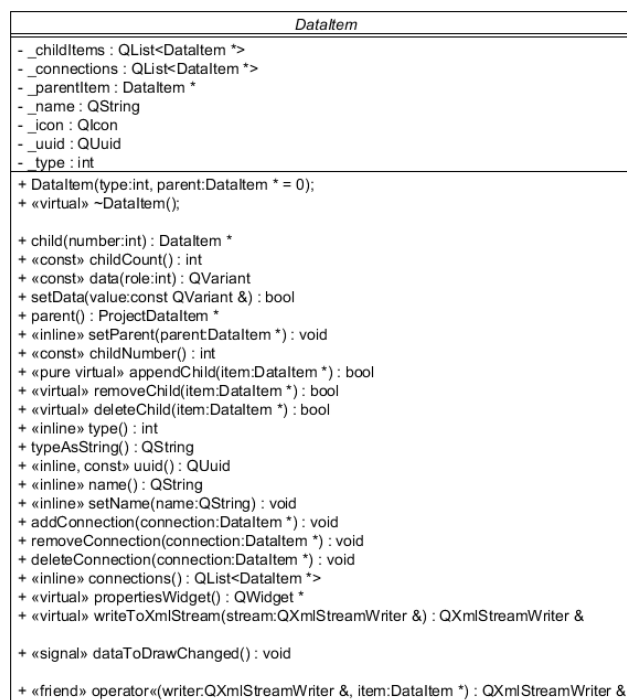 DataItem
- _childItems : QList<DataItem *>
- _connections : QList<DataItem *>
- _parentItem : DataItem *
- _name : QString
- _icon : QIcon
- _uuid : QUuid
- _type : int
+ DataItem(type:int, parent:DataItem * = 0);
+ «virtual» ~DataItem();
+ child(number:int) : DataItem *
+ «const» childCount() : int
+ «const» data(role:int) : QVariant
+ setData(value:const QVariant &) : bool
+ parent() : ProjectDataItem *
+ «inline» setParent(parent:DataItem *) : void
+ «const» childNumber() : int
+ «pure virtual» appendChild(item:DataItem *) : bool
+ «virtual» removeChild(item:DataItem *) : bool
+ «virtual» deleteChild(item:DataItem *) : bool
+ «inline» type() : int
+ typeAsString() : QString
+ «inline, const» uuid() : QUuid
+ «inline» name() : QString
+ «inline» setName(name:QString) : void
+ addConnection(connection:DataItem *) : void
+ removeConnection(connection:DataItem *) : void
+ deleteConnection(connection:DataItem *) : void
+ «inline» connections() : QList<DataItem *>
+ «virtual» propertiesWidget() : QWidget *
+ «virtual» writeToXmlStream(stream:QXmlStreamWriter &) : QXmlStreamWriter &
+ «signal» dataToDrawChanged() : void
+ «friend» operator«(writer:QXmlStreamWriter &, item:DataItem *) : QXmlStreamWriter &